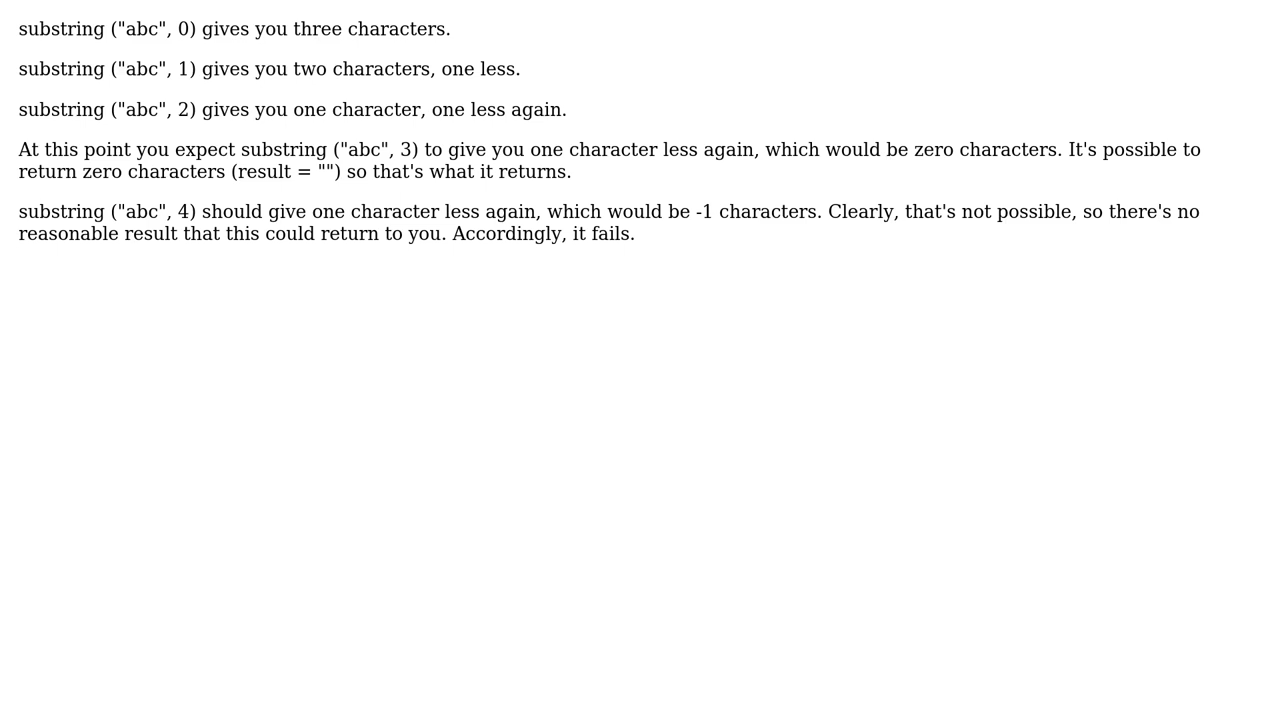 substring ("abc", 0) gives you three characters.
substring ("abc", 1) gives you two characters, one less.
substring ("abc", 2) gives you one character, one less again.
At this point you expect substring ("abc", 3) to give you one character less again, which would be zero characters. It's possible to
return zero characters (result = "") so that's what it returns.
substring ("abc", 4) should give one character less again, which would be -1 characters. Clearly, that's not possible, so there's no
reasonable result that this could return to you. Accordingly, it fails.